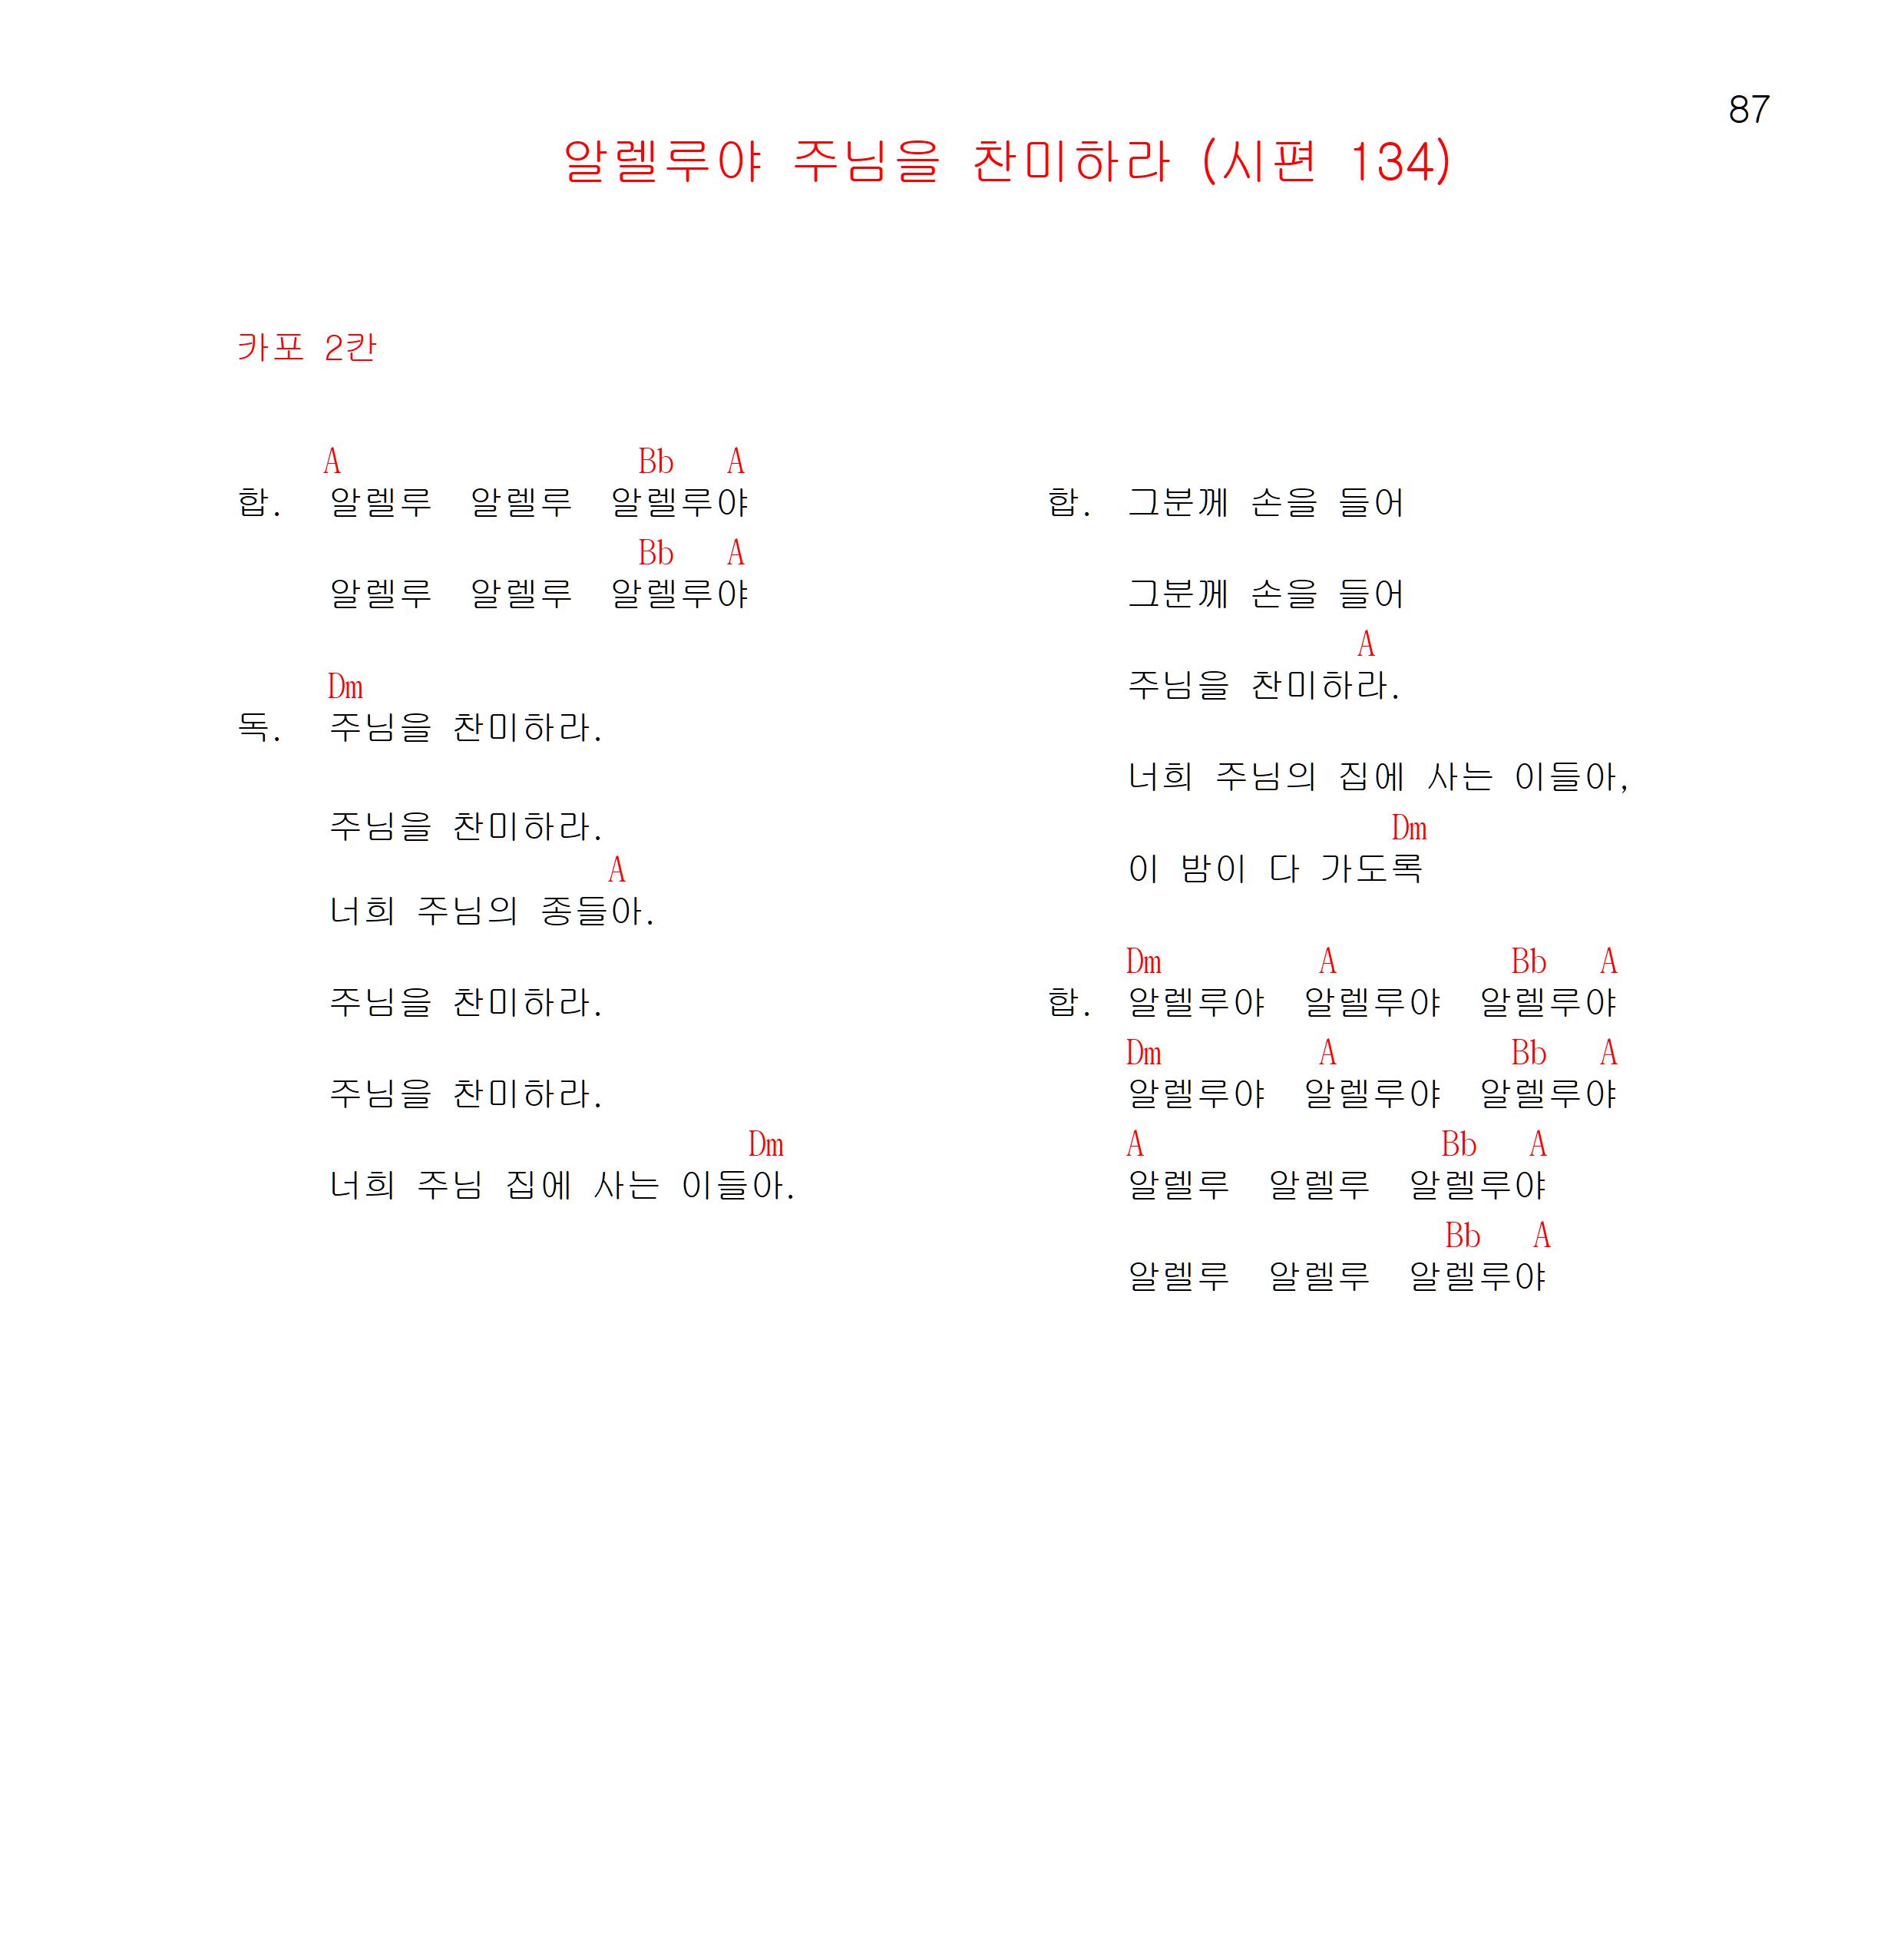 87
알렐루야 주님을 찬미하라 (시편 134)
카포 2칸
A Bb A
합. 알렐루 알렐루 알렐루야
Bb A
알렐루 알렐루 알렐루야
Dm
독. 주님을 찬미하라.
주님을 찬미하라.
A
너희 주님의 종들아.
주님을 찬미하라.
주님을 찬미하라.
Dm
너희 주님 집에 사는 이들아.
합. 그분께 손을 들어
그분께 손을 들어
A
주님을 찬미하라.
너희 주님의 집에 사는 이들아,
Dm
이 밤이 다 가도록
Dm A Bb A
합. 알렐루야 알렐루야 알렐루야
Dm A Bb A
알렐루야 알렐루야 알렐루야
A Bb A
알렐루 알렐루 알렐루야
Bb A
알렐루 알렐루 알렐루야